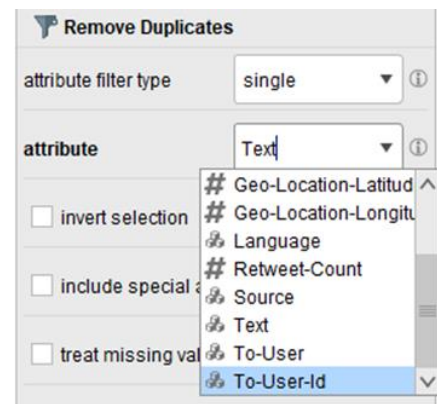 Remove Duplicates
attribute filter type single
attribute Text
# Geo-Location-Latitud
invert selection # Geo-Location-Longitu
Language
# Retweet-Count
include special a Source
Text
treat missing val To-User
To-User-Id